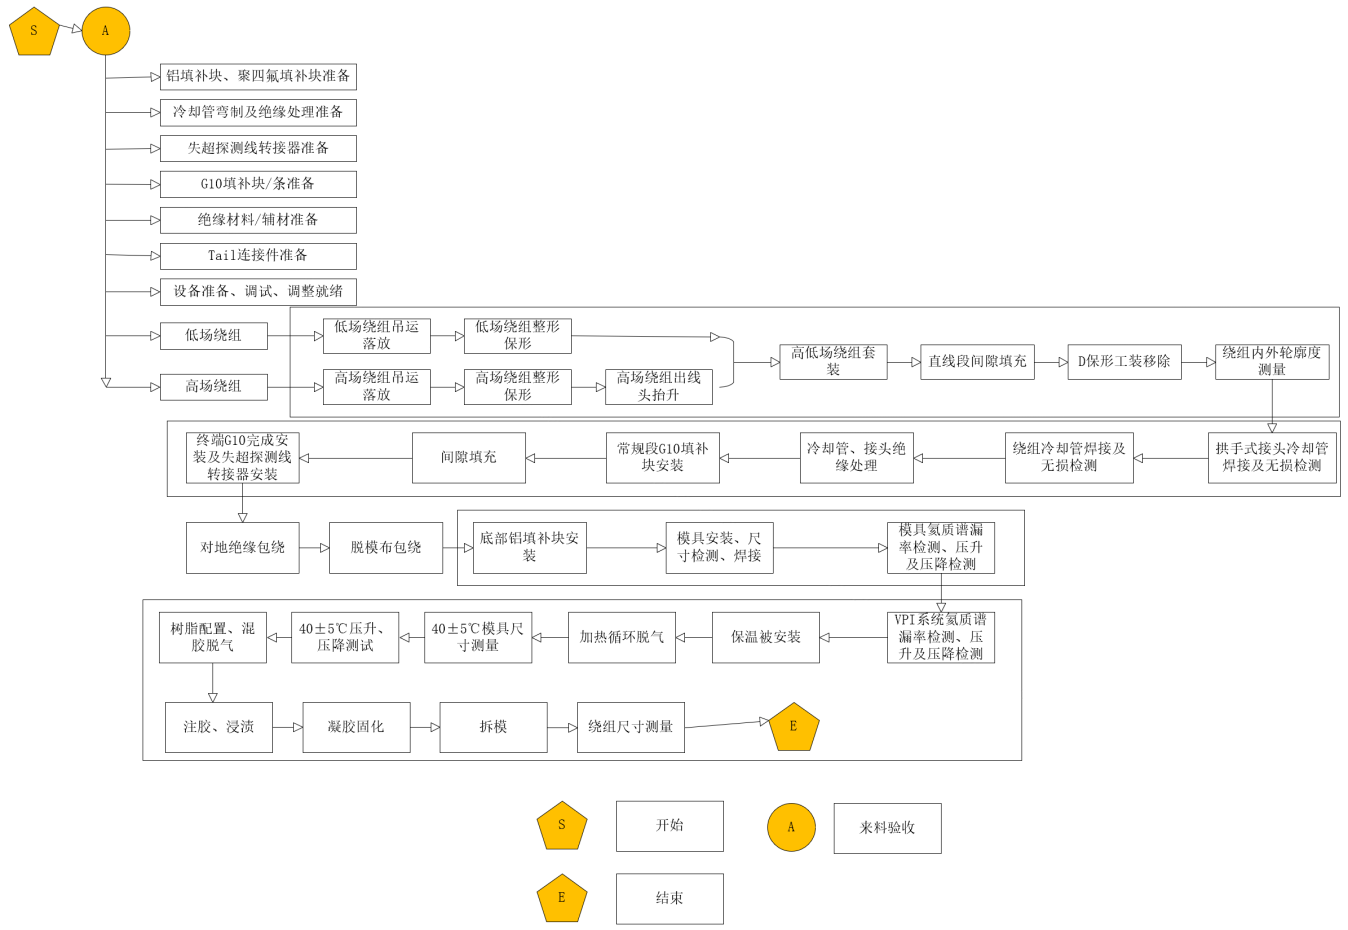 S
A
铝填补块、聚四氟填补块准备
冷却管弯制及绝缘处理准备
失超探测线转接器准备
G10填补块/条准备
绝缘材料/辅材准备
Tail连接件准备
设备准备、调试、调整就绪
低场绕组
低场绕组吊运
落放
低场绕组整形
保形
高场绕组
高场绕组吊运
落放
高场绕组整形
保形
高场绕组出线
头抬升
高低场绕组套
装
直线段间隙填充
D保形工装移除
绕组内外轮廓度
测量
拱手式接头冷却管
焊接及无损检测
绕组冷却管焊接及
无损检测
冷却管、接头绝
缘处理
常规段G10填补
块安装
间隙填充
终端G10完成安
装及失超探测线
转接器安装
对地绝缘包绕
脱模布包绕
底部铝填补块安
装
模具安装、尺
寸检测、焊接
模具氦质谱漏
率检测、压升
及压降检测
VPI系统氦质谱
漏率检测、压
升及压降检测
保温被安装
加热循环脱气
40±5℃模具尺
寸测量
40±5℃压升、
压降测试
树脂配置、混
胶脱气
注胶、浸渍
凝胶固化
拆模
绕组尺寸测量
E
S
开始
A
来料验收
E
结束